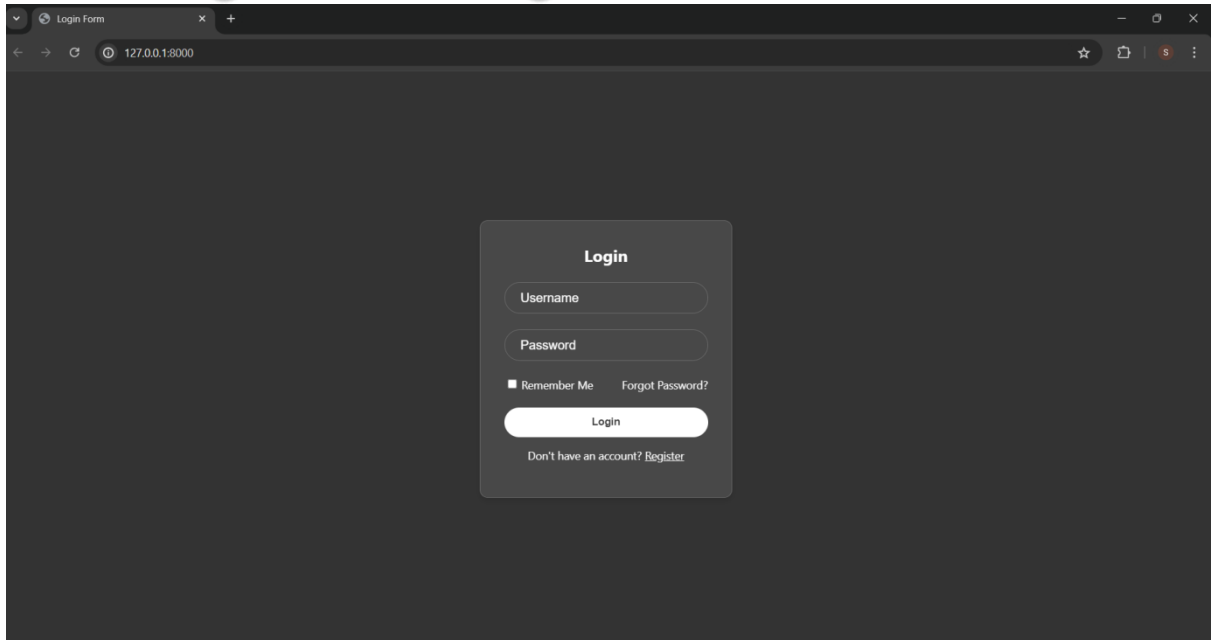 Login Form
127.0.0.1:8000
S
Login
Username
Password
Remember Me Forgot Password?
Login
Don't have an account? Register